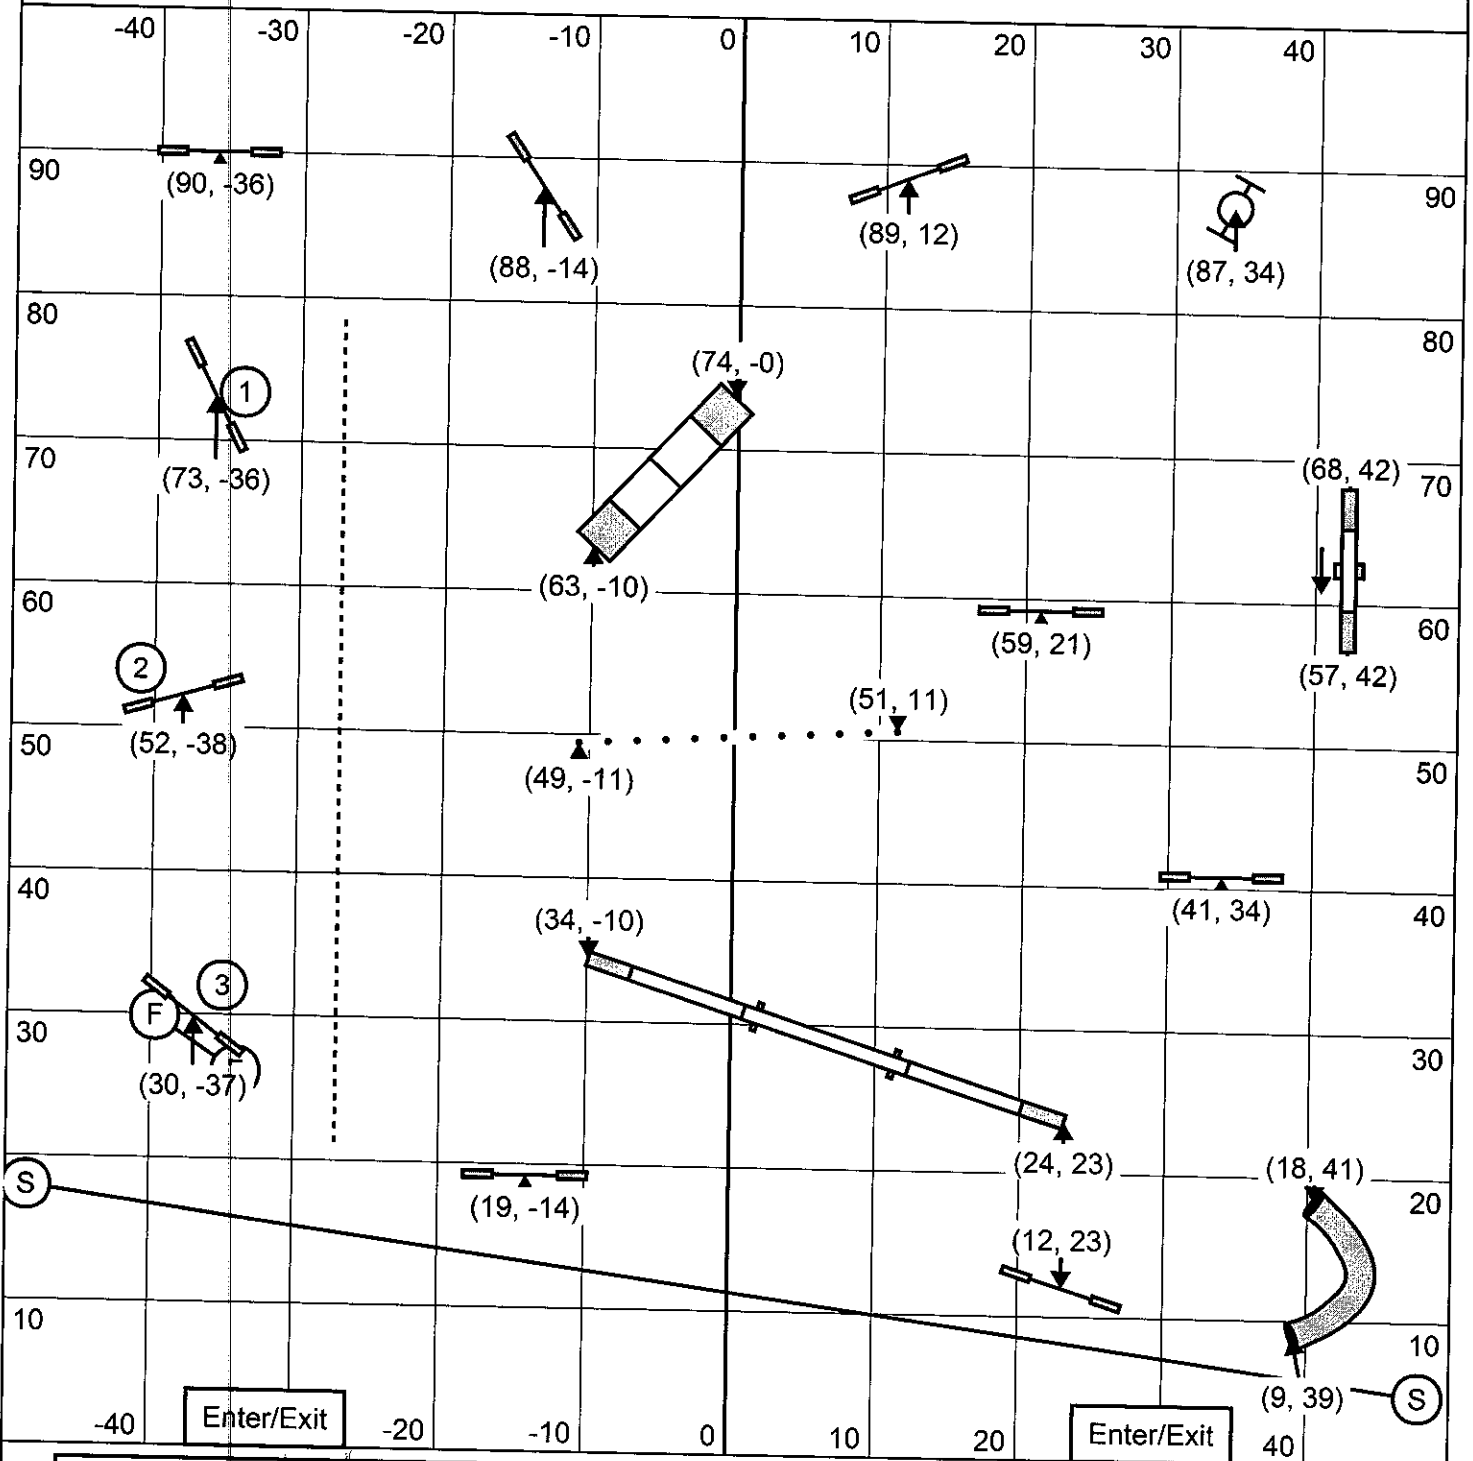 -40 -30 -20 -10 0 10 20 30 40
90 (90, -36) (88, -14) (89, 12) (87, 34) 90
80 80
(74, -0)
1
70 (73, -36) (68, 42) 70
(63, -10)
60 (59, 21) 60
2 (57, 42)
(51, 11)
50 (52, -38) (49, -11) 50
40 (41, 34) 40
(34, -10)
3
F
30 30
(30, -37)
(24, 23) (18, 41)
S (19, -14) 20
(12, 23)
10 10
(9, 39) S
-40 Enter/Exit -20 -10 0 10 20 Enter/Exit 40